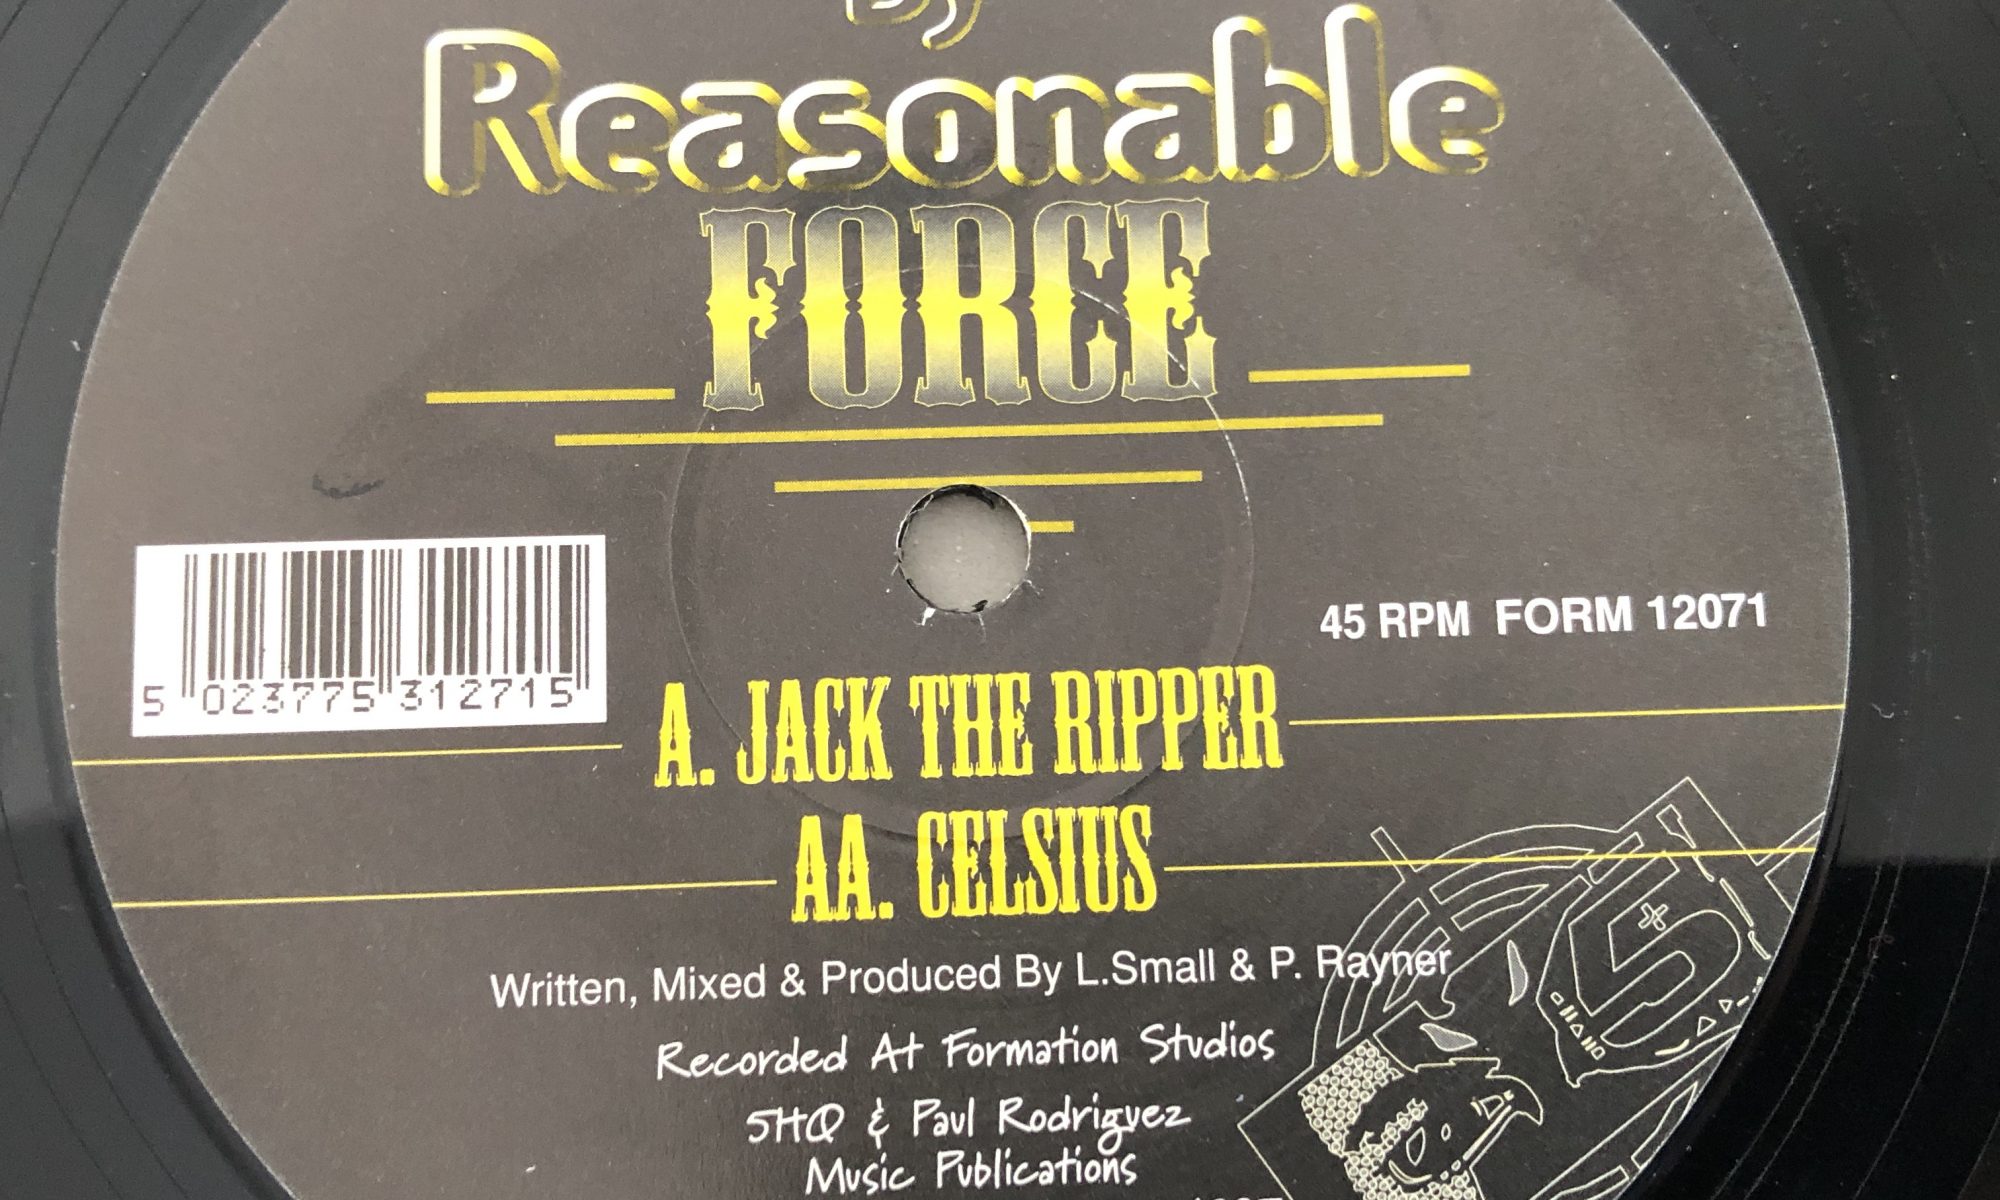 By
Reasonable
FORCE
45 RPM FORM 12071
5 023775 312715
A. JACK THE RIPPER
AA. CELSIUS
Written, Mixed & Produced By L.Small & P. Rayner
Recorded At Formation Studios
5HQ & Paul Rodriguez
Music Publications